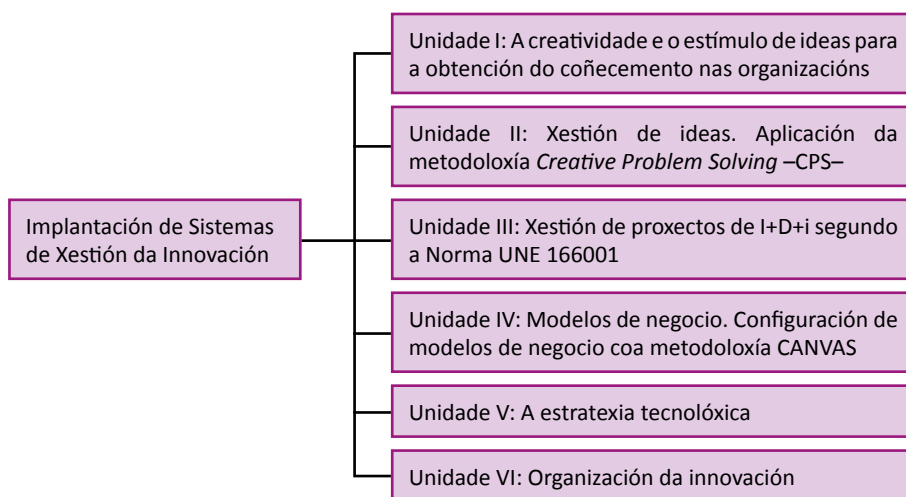 Unidade I: A creatividade e o estímulo de ideas para
a obtención do coñecemento nas organizacións
Unidade II: Xestión de ideas. Aplicación da
metodoloxía Creative Problem Solving –CPS–
Implantación de Sistemas
de Xestión da Innovación
Unidade III: Xestión de proxectos de I+D+i segundo
a Norma UNE 166001
Unidade IV: Modelos de negocio. Configuración de
modelos de negocio coa metodoloxía CANVAS
Unidade V: A estratexia tecnolóxica
Unidade VI: Organización da innovación